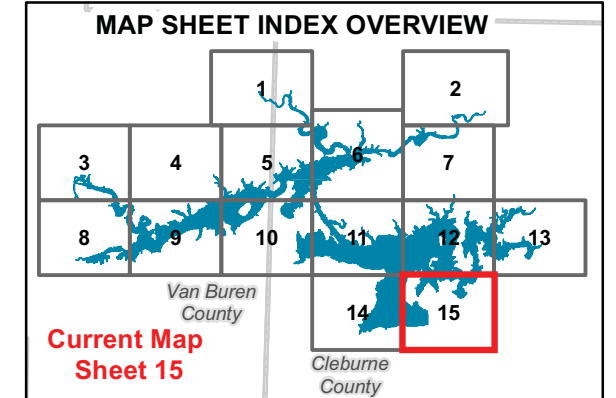 MAP SHEET INDEX OVERVIEW
1
2
3
4
5
6
7
8
9
10
11
12
13
Van Buren
County
14
15
Current Map
Sheet 15
Cleburne
County